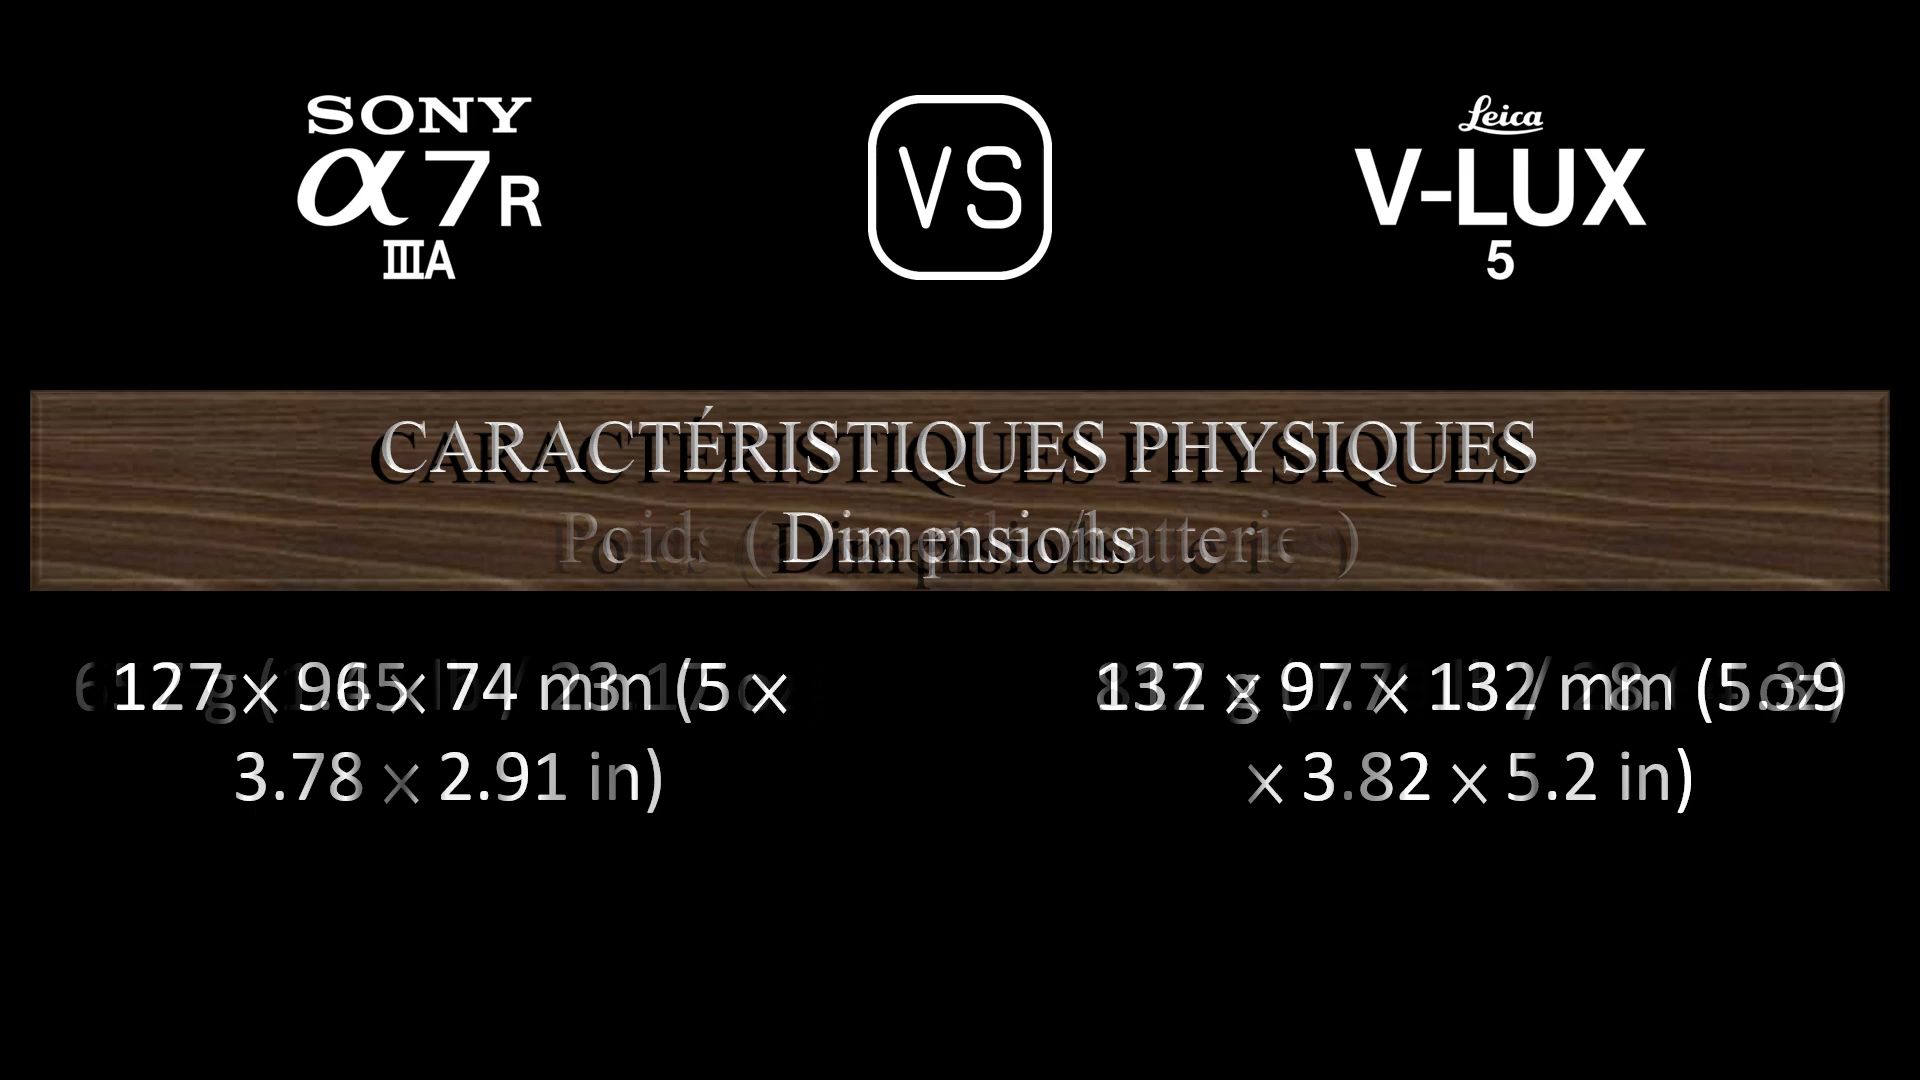 SONY
α7R
IIIA
VS
Leica
V-LUX
5
CARACTÉRISTIQUES PHYSIQUES
Dimensions
Poids (
127 x 96 x 74 mm (5 x
3.78 x 2.91 in)
132 x 97 x 132 mm (5.39
x 3.82 x 5.2 in)